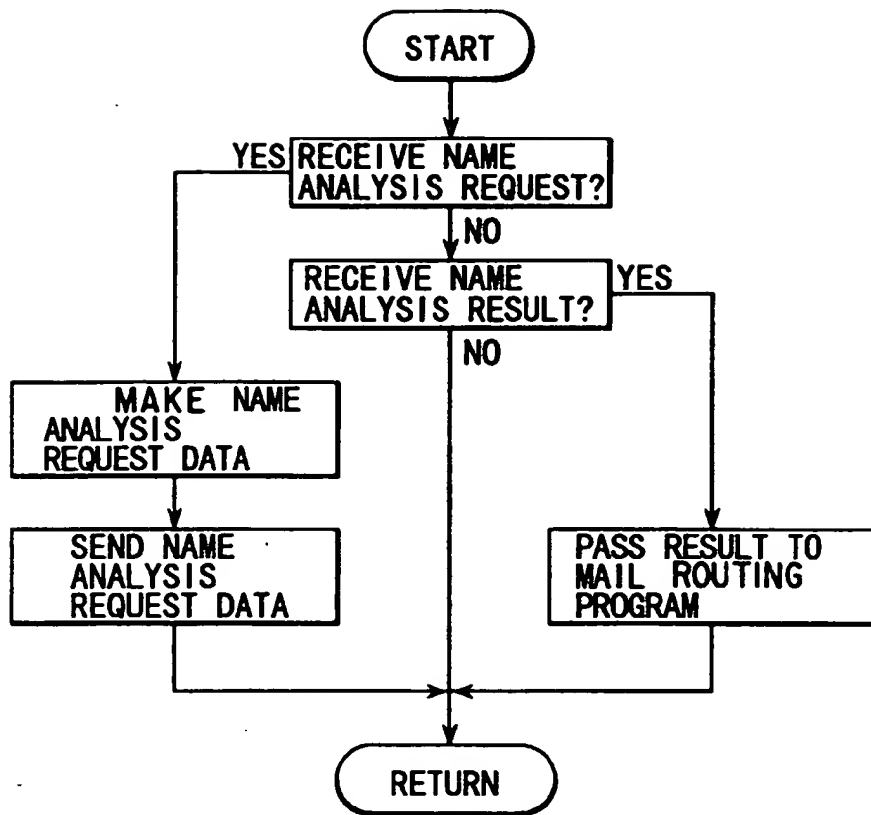 START
YES
RECEIVE NAME
ANALYSIS REQUEST?
NO
RECEIVE NAME
ANALYSIS RESULT?
YES
NO
MAKE NAME
ANALYSIS
REQUEST DATA
SEND NAME
ANALYSIS
REQUEST DATA
PASS RESULT TO
MAIL ROUTING
PROGRAM
RETURN